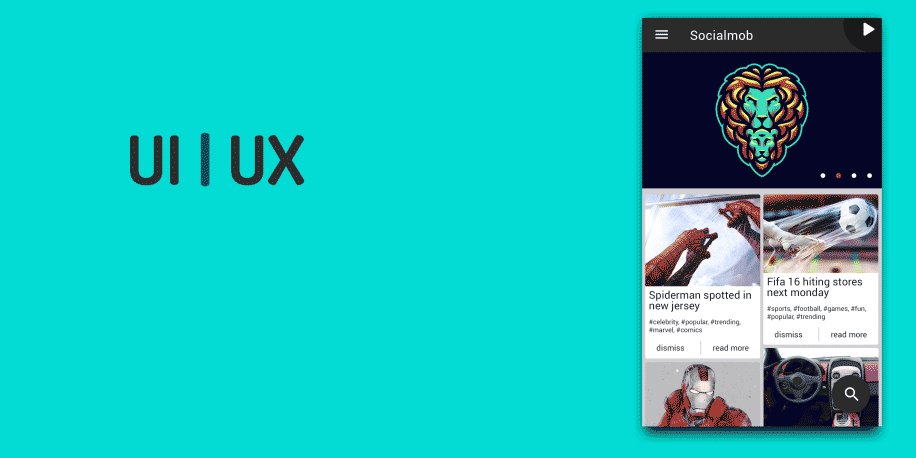 UI | UX
Socialmob
Spiderman spotted in
new jersey
#celebrity, #popular, #trending,
#marvel, #comics
dismiss
read more
Fifa 16 hiting stores
next monday
#sports, #football, #games, #fun,
#popular, #trending
dismiss
read more